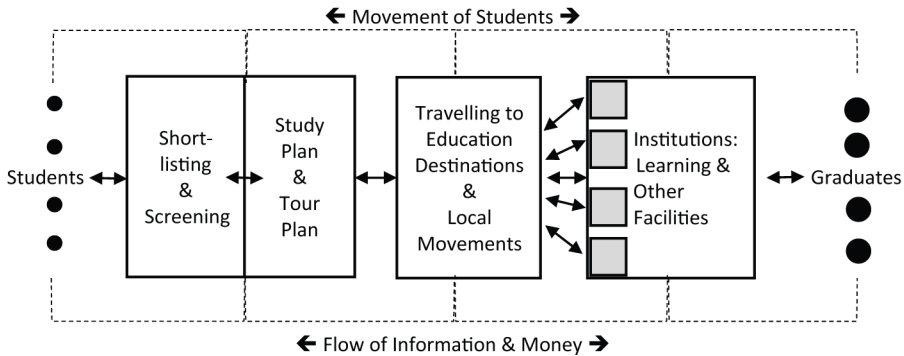 Movement of Students
Students
Short-
listing
&
Screening
Study
Plan
&
Tour
Plan
Travelling to
Education
Destinations
&
Local
Movements
Institutions:
Learning &
Other
Facilities
Graduates
Flow of Information & Money